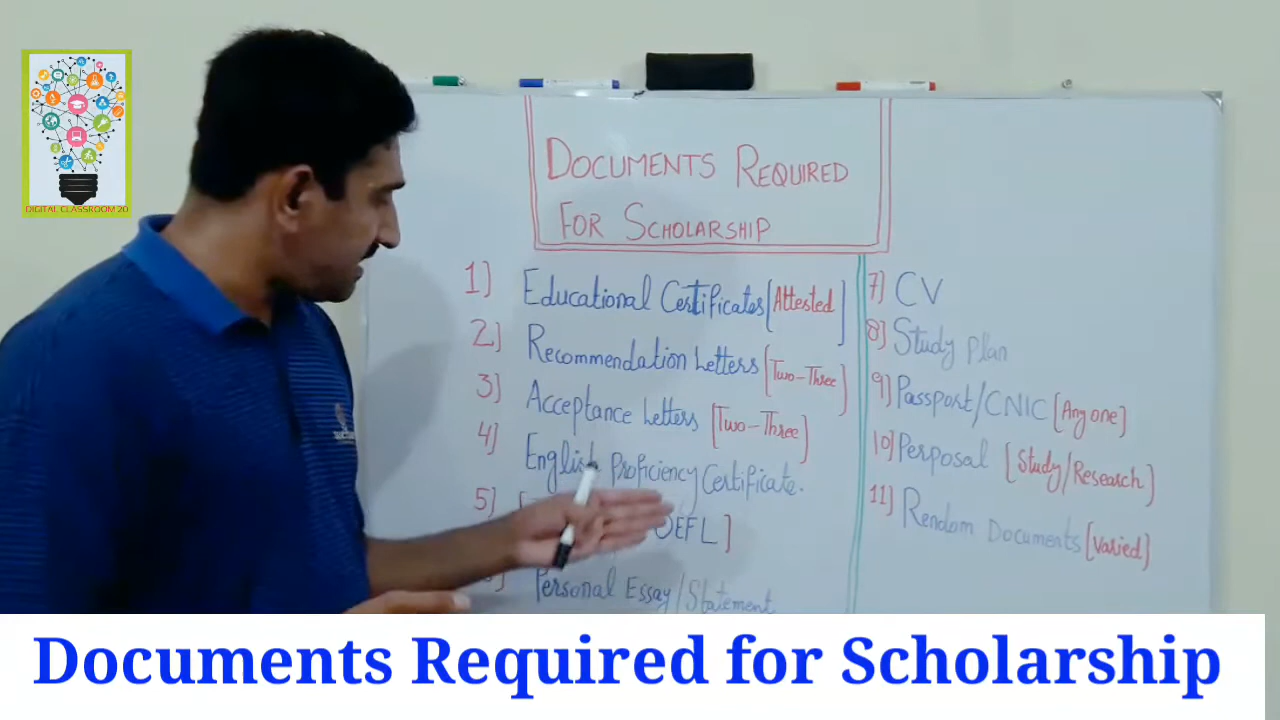 DIGITAL CLASSROOM 20
DOCUMENTS REQUIRED
FOR SCHOLARSHIP
1) Educational Certificates [Attested]
2) Recommendation Letters [Two-Three]
3) Acceptance Letters [Two-Three]
4) English Proficiency Certificate.
5) [ OEFL]
Personal Essay/Statement
7] CV
8] Study Plan
9] Passport/CNIC [Any one]
10] Perposal [Study/Research]
11] Rendom Documents [Varied]
Documents Required for Scholarship